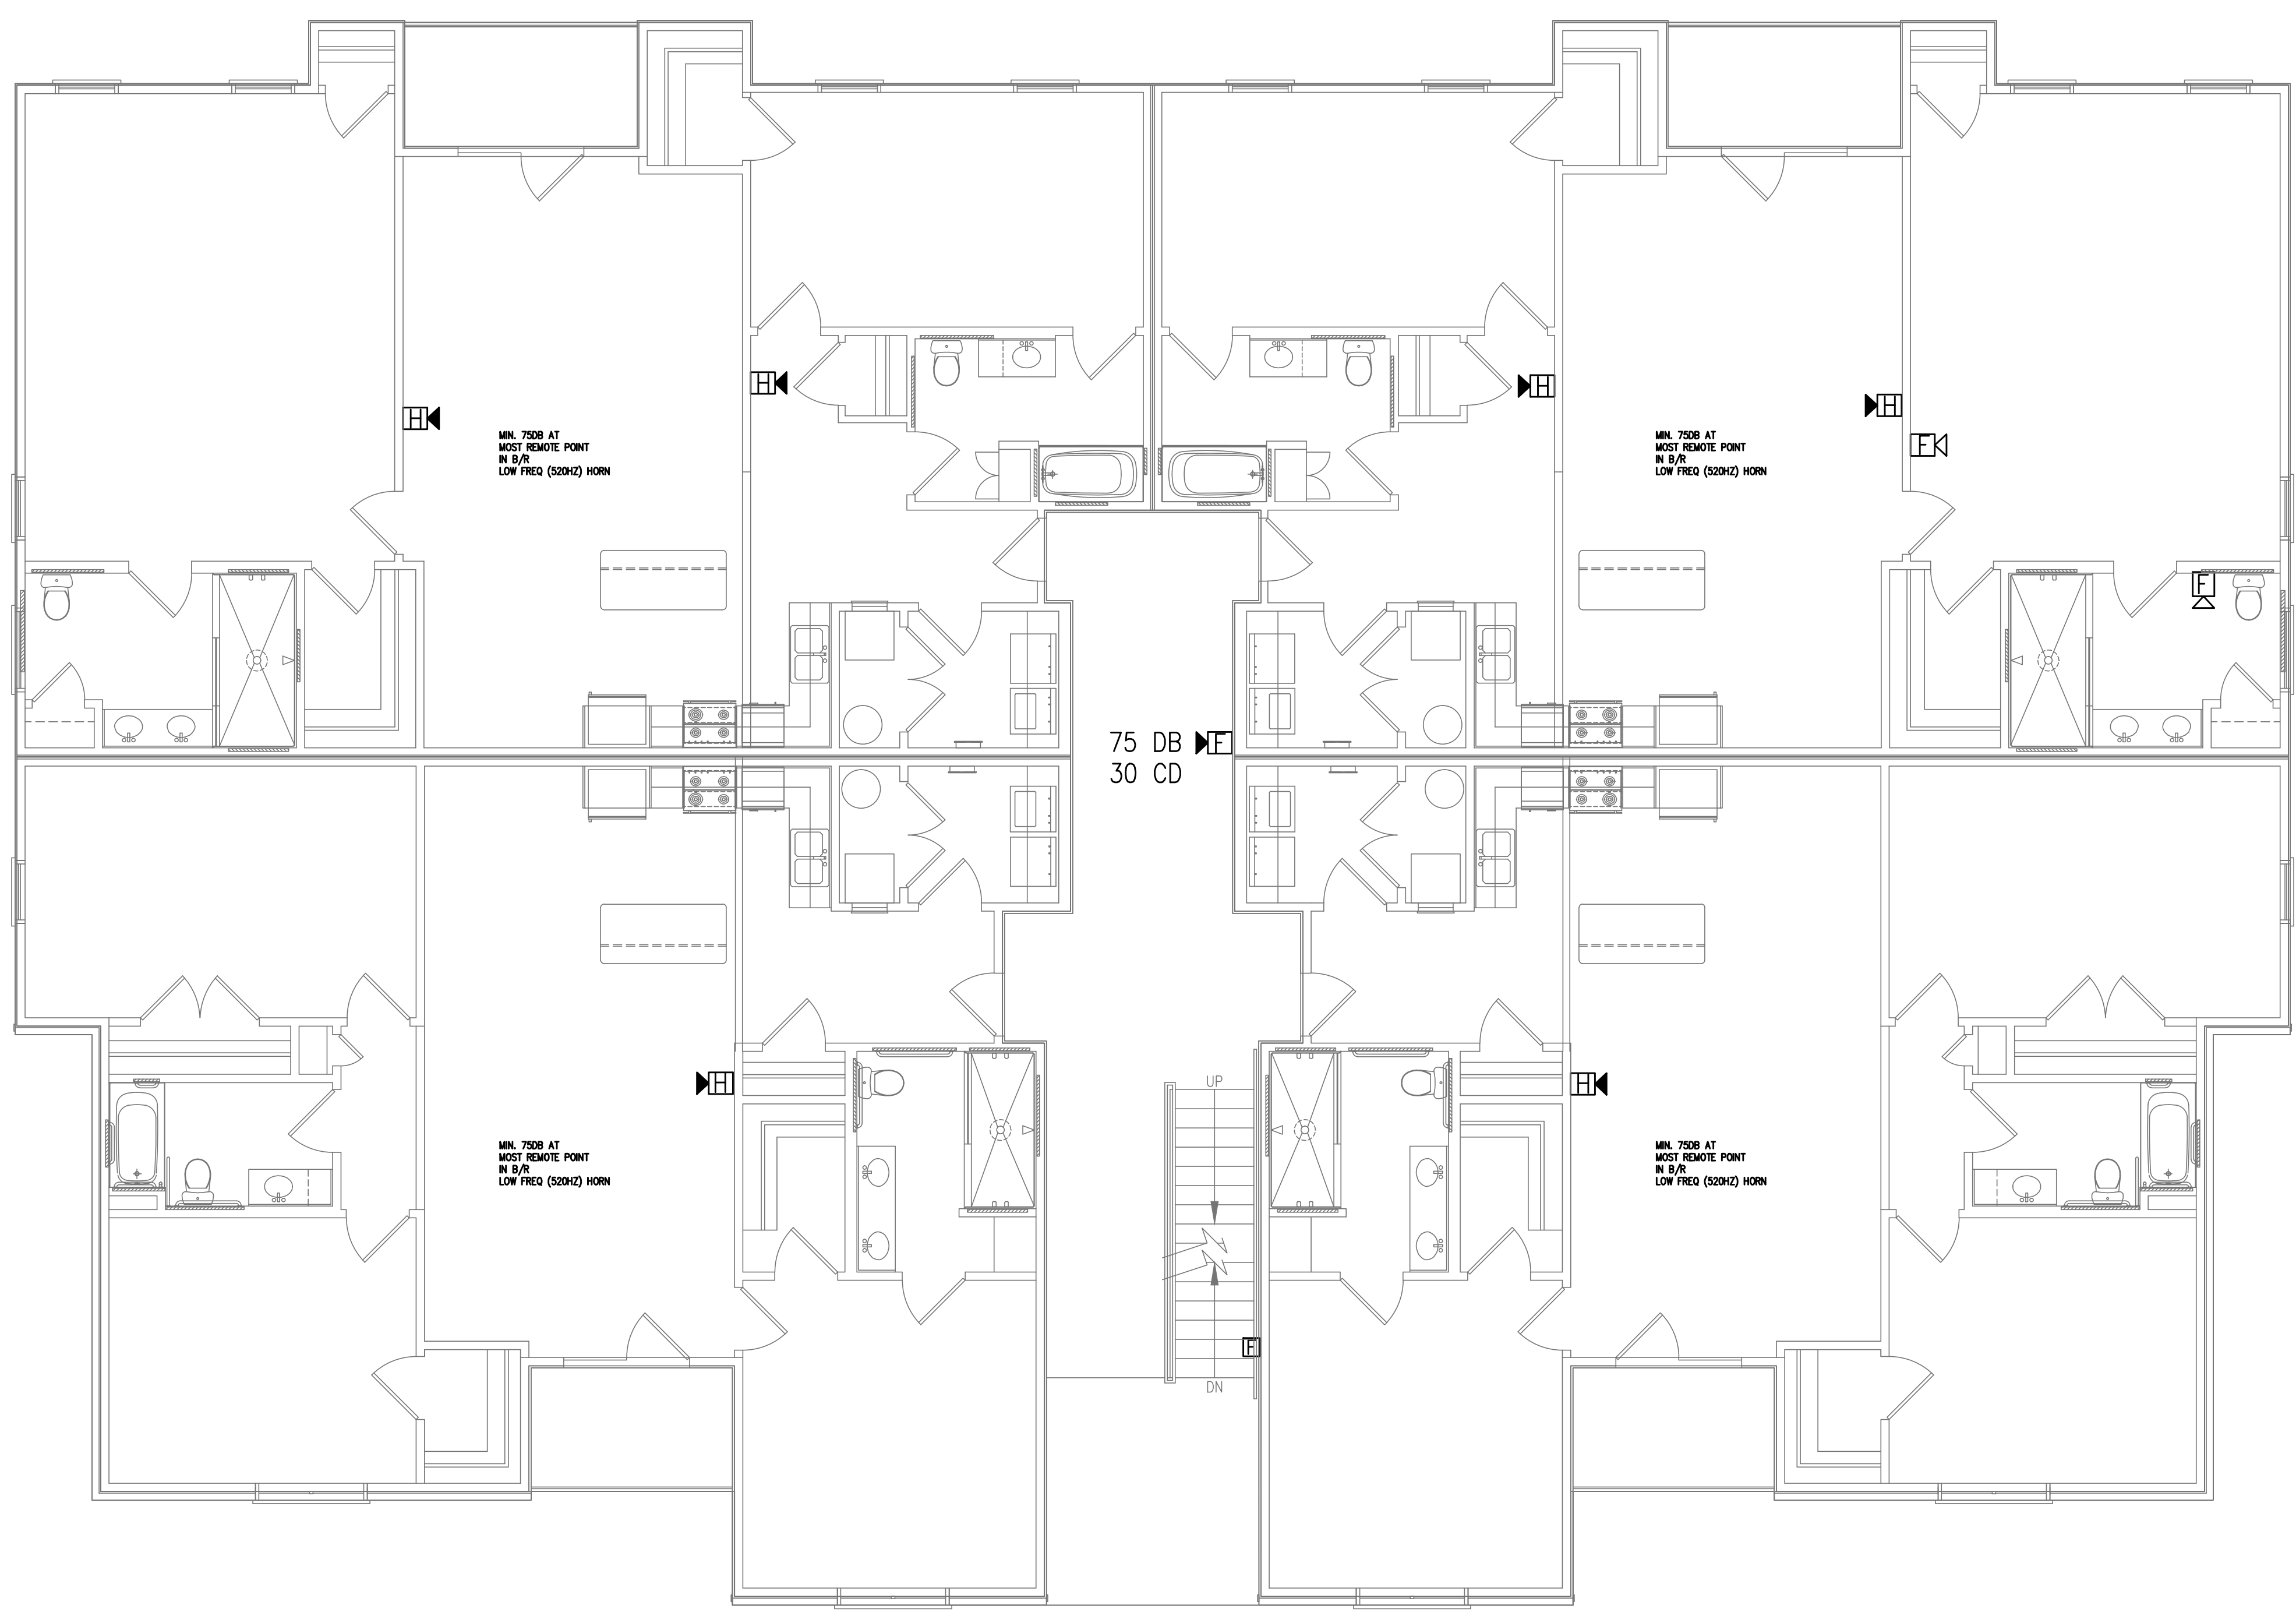 H
H
H
H
F
MIN. 75DB AT
MOST REMOTE POINT
IN B/R
LOW FREQ (520HZ) HORN
MIN. 75DB AT
MOST REMOTE POINT
IN B/R
LOW FREQ (520HZ) HORN
F
75 DB F
30 CD
UP
H
H
MIN. 75DB AT
MOST REMOTE POINT
IN B/R
LOW FREQ (520HZ) HORN
MIN. 75DB AT
MOST REMOTE POINT
IN B/R
LOW FREQ (520HZ) HORN
F
DN